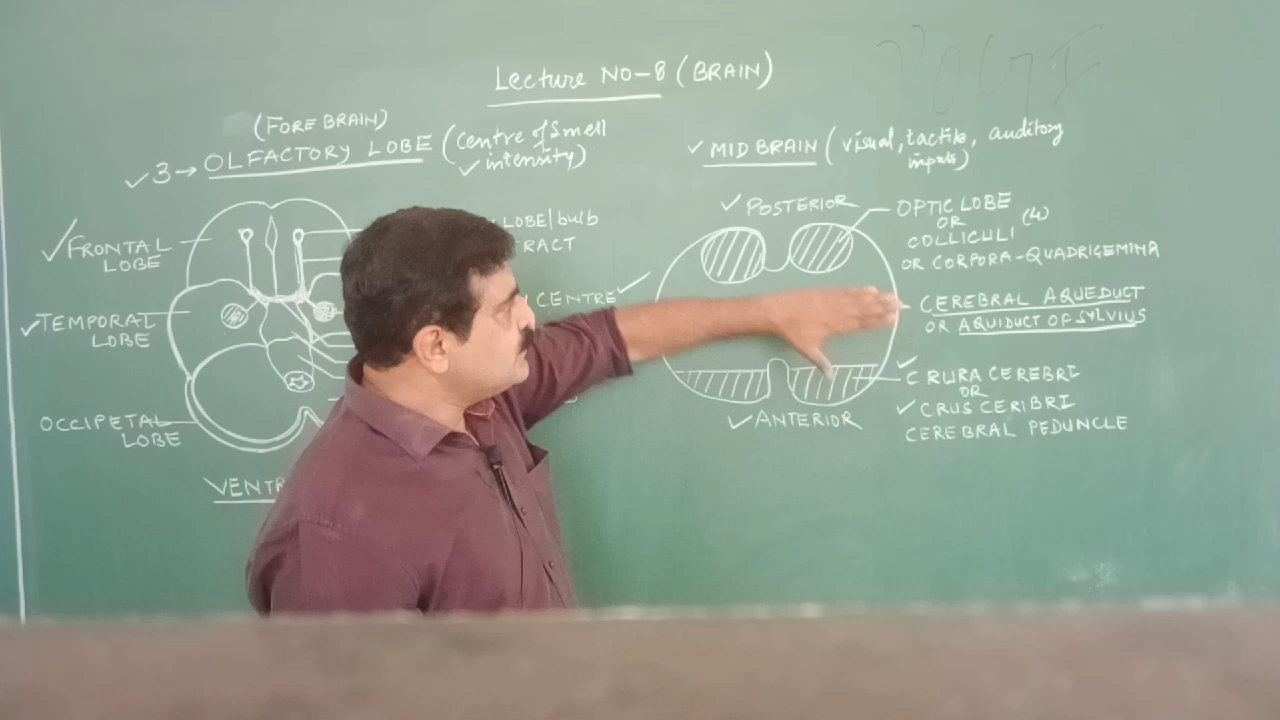 Lecture NO-8 (BRAIN)
(FORE BRAIN)
3→ OLFACTORY LOBE (Centre of Smell
intensity)
FRONTAL
LOBE
TEMPORAL
LOBE
OCCIPETAL
LOBE
VENTR
LOBE/bulb
TRACT
CENTRE
MID BRAIN (visual, tactile, auditory
inputs)
POSTERIOR
OPTIC LOBE
OR
COLLICULI (4)
OR CORPORA-QUADRIGEMINA
CEREBRAL AQUEDUCT
OR AQUIDUCT OF SYLVIUS
CRURA CEREBRI
OR
CRUS CERIBRI
CEREBRAL PEDUNCLE
ANTERIOR